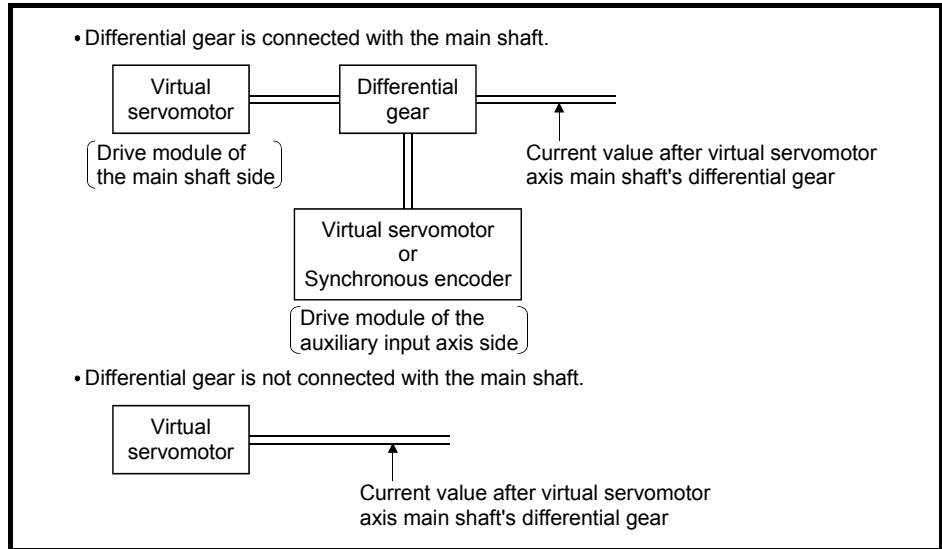 • Differential gear is connected with the main shaft.
Virtual
servomotor
Differential
gear
Drive module of
the main shaft side
Current value after virtual servomotor
axis main shaft's differential gear
Virtual servomotor
or
Synchronous encoder
Drive module of the
auxiliary input axis side
• Differential gear is not connected with the main shaft.
Virtual
servomotor
Current value after virtual servomotor
axis main shaft's differential gear